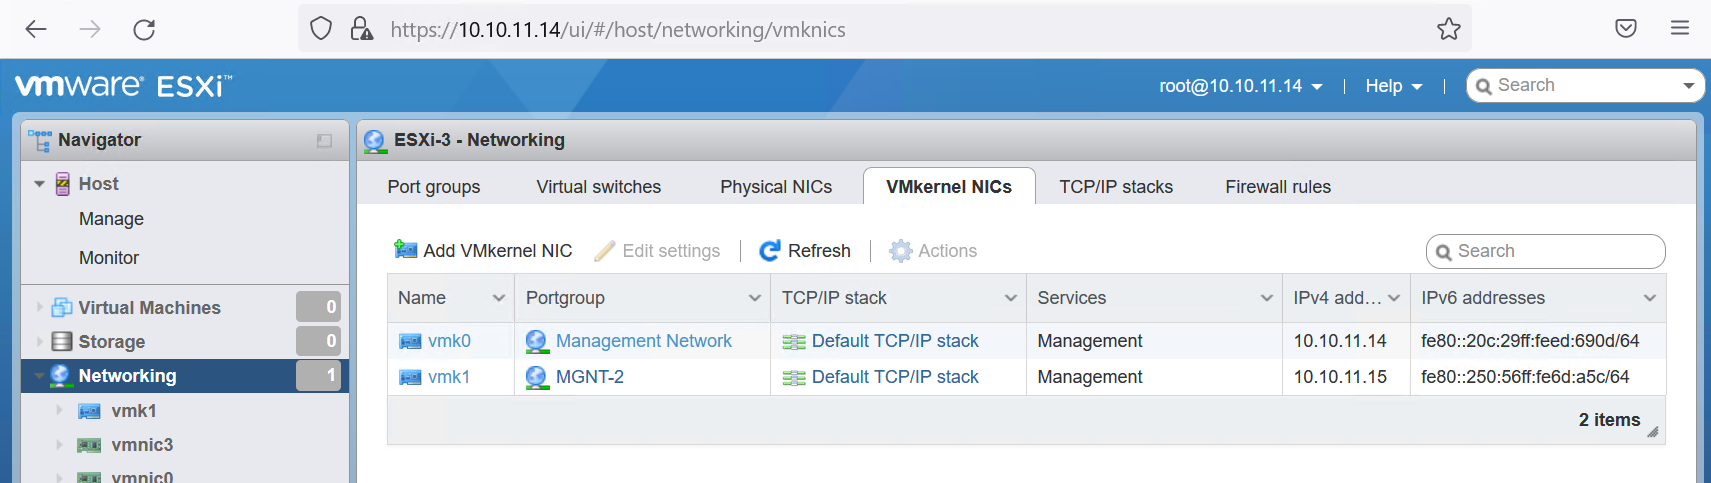 https://10.10.11.14/ui/#/host/networking/vmknics
vmware® ESXi™
root@10.10.11.14
Help
Search
Navigator
ESXi-3 - Networking
Host
Manage
Monitor
Virtual Machines 0
Storage 0
Networking 1
vmk1
vmnic3
vmnic0
Port groups Virtual switches Physical NICs VMkernel NICs TCP/IP stacks Firewall rules
Add VMkernel NIC Edit settings Refresh Actions Search
Name Portgroup TCP/IP stack Services IPv4 add... IPv6 addresses
vmk0 Management Network Default TCP/IP stack Management 10.10.11.14 fe80::20c:29ff:feed:690d/64
vmk1 MGNT-2 Default TCP/IP stack Management 10.10.11.15 fe80::250:56ff:fe6d:a5c/64
2 items